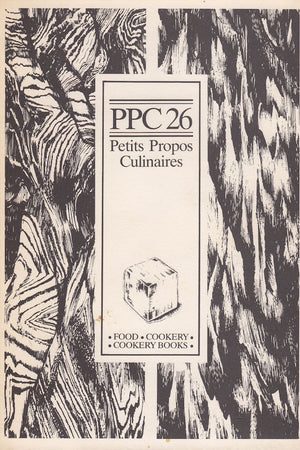 PPC 26
Petits Propos
Culinaires
• FOOD • COOKERY •
• COOKERY BOOKS •